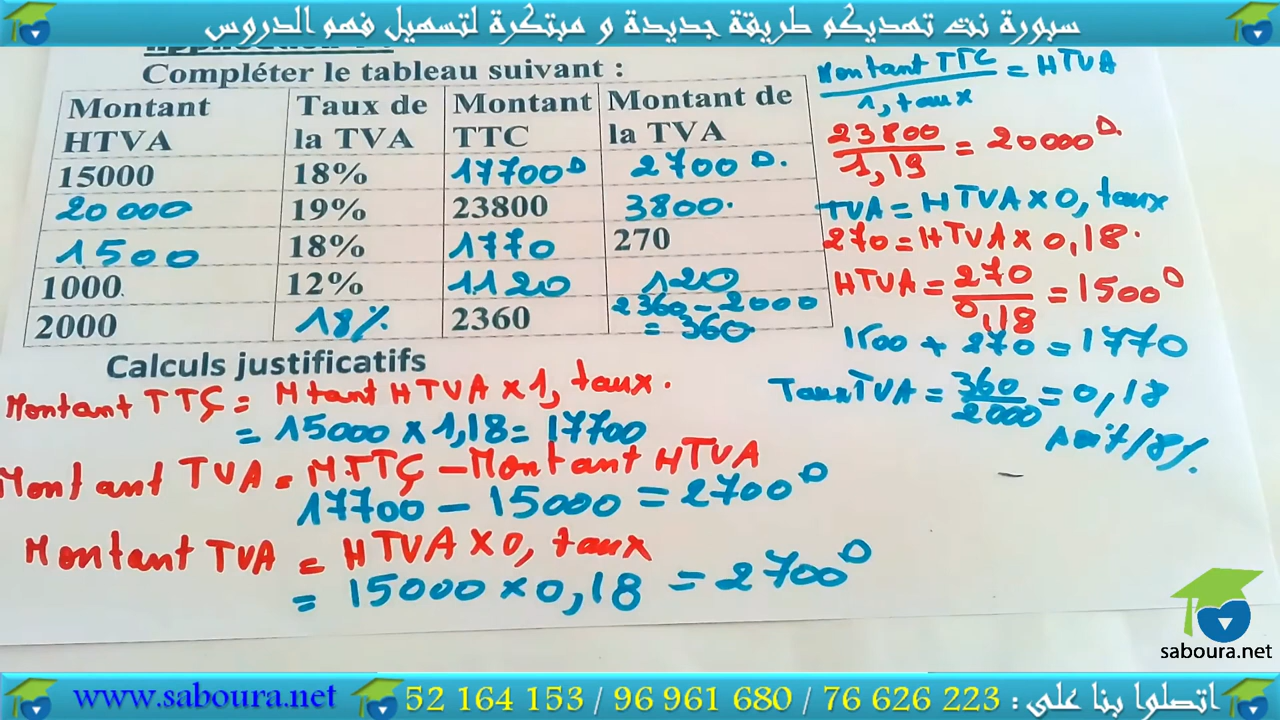 سبورة نت تهديكم طريقة جديدة و مبتكرة لتسهيل فهم الدروس
Compléter le tableau suivant :
Montant HTVA | Taux de la TVA | Montant TTC | Montant de la TVA
15000 | 18% | 17700D | 2700 D.
20 000 | 19% | 23800 | 3800.
1500 | 18% | 1770 | 270
1000 | 12% | 1120 | 120
2000 | 18% | 2360 | 2360 - 2000 = 360
Calculs justificatifs
Montant TTC = Mtant HTVA x 1, taux.
= 15000 x 1,18 = 17700
Montant TVA = MTTC - Montant HTVA
17700 - 15000 = 2700 D
Montant TVA = HTVA x 0, taux
= 15000 x 0,18 = 2700 D
Montant TTC = HTVA
1, taux
23800 = 20000 D.
1,19
TVA = HTVA x 0, taux
270 = HTVA x 0,18.
HTVA = 270 = 1500 D
0,18
1500 + 270 = 1770
Taux TVA = 360 = 0,18
2000
soit 18%.
saboura.net
www.saboura.net
52 164 153 / 96 961 680 / 76 626 223 : اتصلوا بنا على